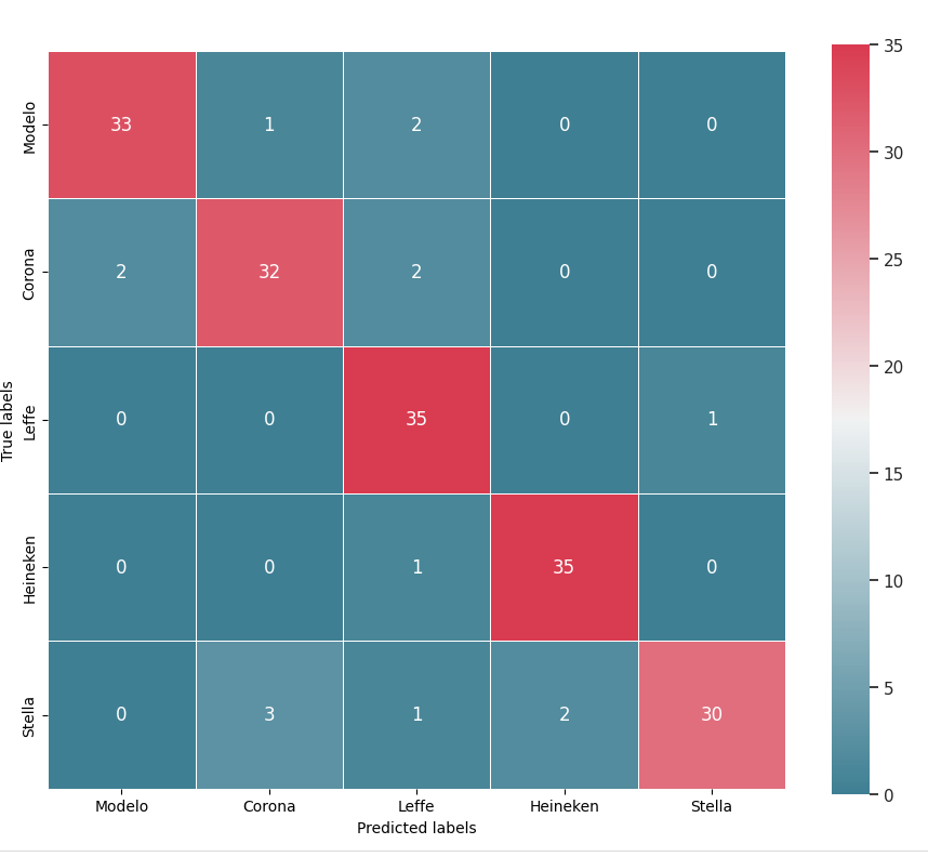 35
Modelo 33 1 2 0 0
30
Corona 2 32 2 0 0
25
20
True labels
Leffe 0 0 35 0 1
15
Heineken 0 0 1 35 0
10
5
Stella 0 3 1 2 30
0
Modelo Corona Leffe Heineken Stella
Predicted labels